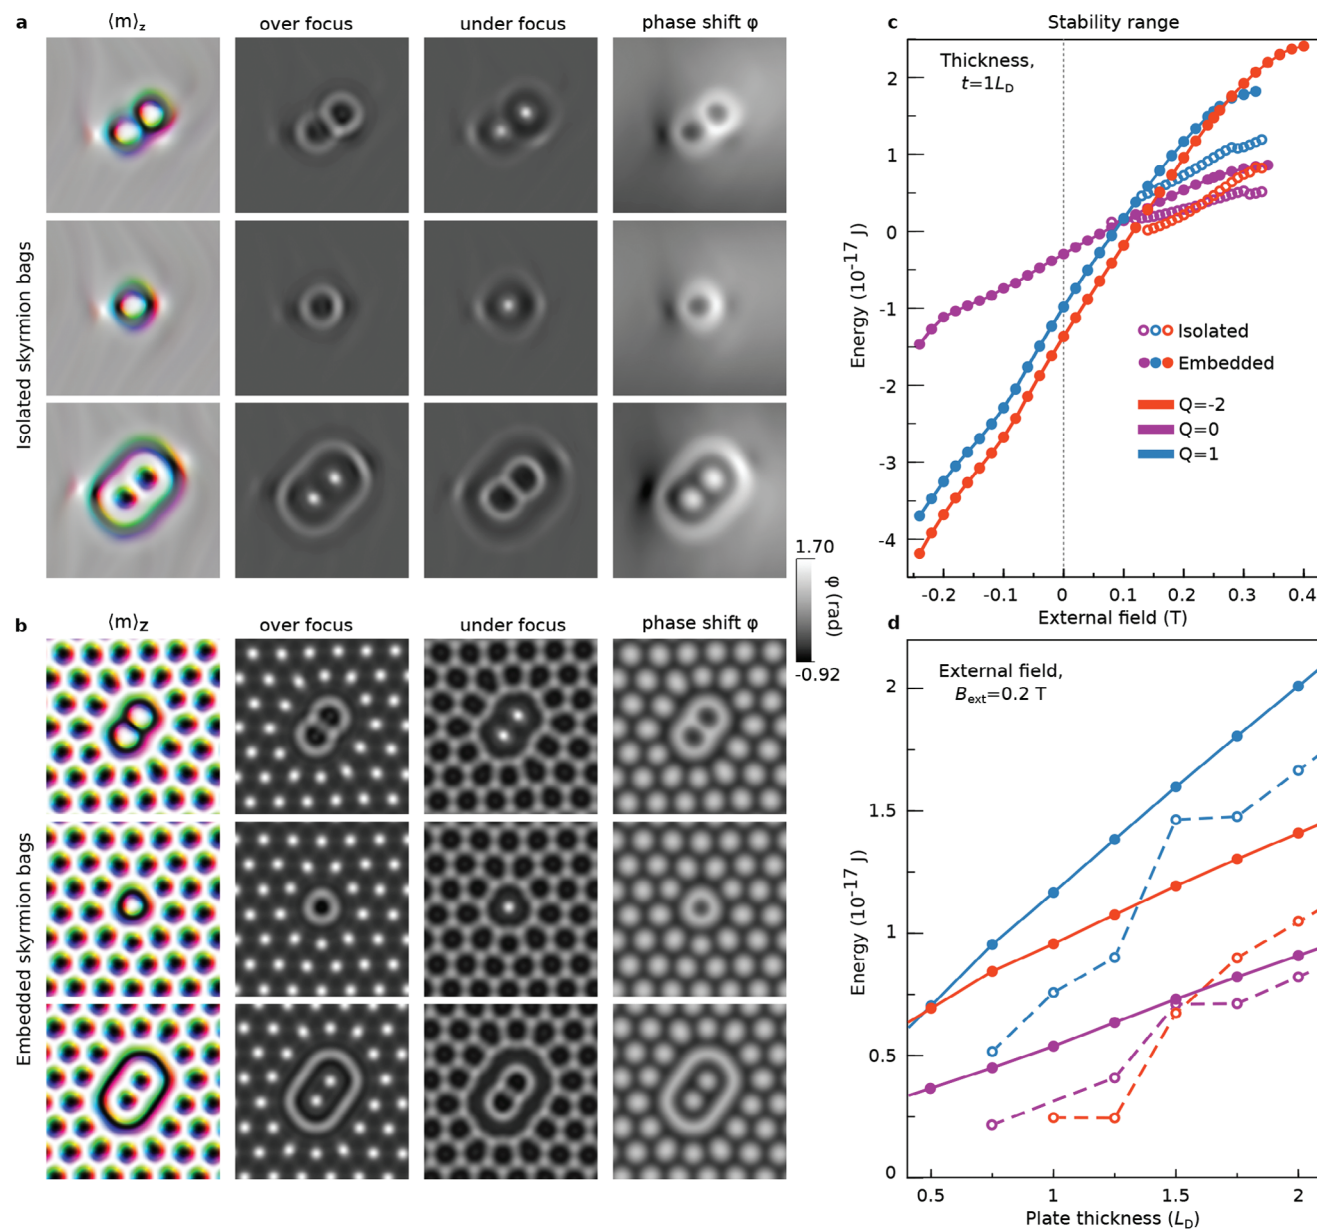 a
⟨m⟩z
over focus
under focus
phase shift φ
Isolated skyrmion bags
1.70
φ (rad)
-0.92
b
⟨m⟩z
over focus
under focus
phase shift φ
Embedded skyrmion bags
c
Stability range
Thickness,
t=1LD
2
1
0
-1
-2
-3
-4
Energy (10-17 J)
Isolated
Embedded
Q=-2
Q=0
Q=1
-0.2
-0.1
0
0.1
0.2
0.3
0.4
External field (T)
d
External field,
Bext=0.2 T
2
1.5
1
0.5
0
Energy (10-17 J)
0.5
1
1.5
2
Plate thickness (LD)